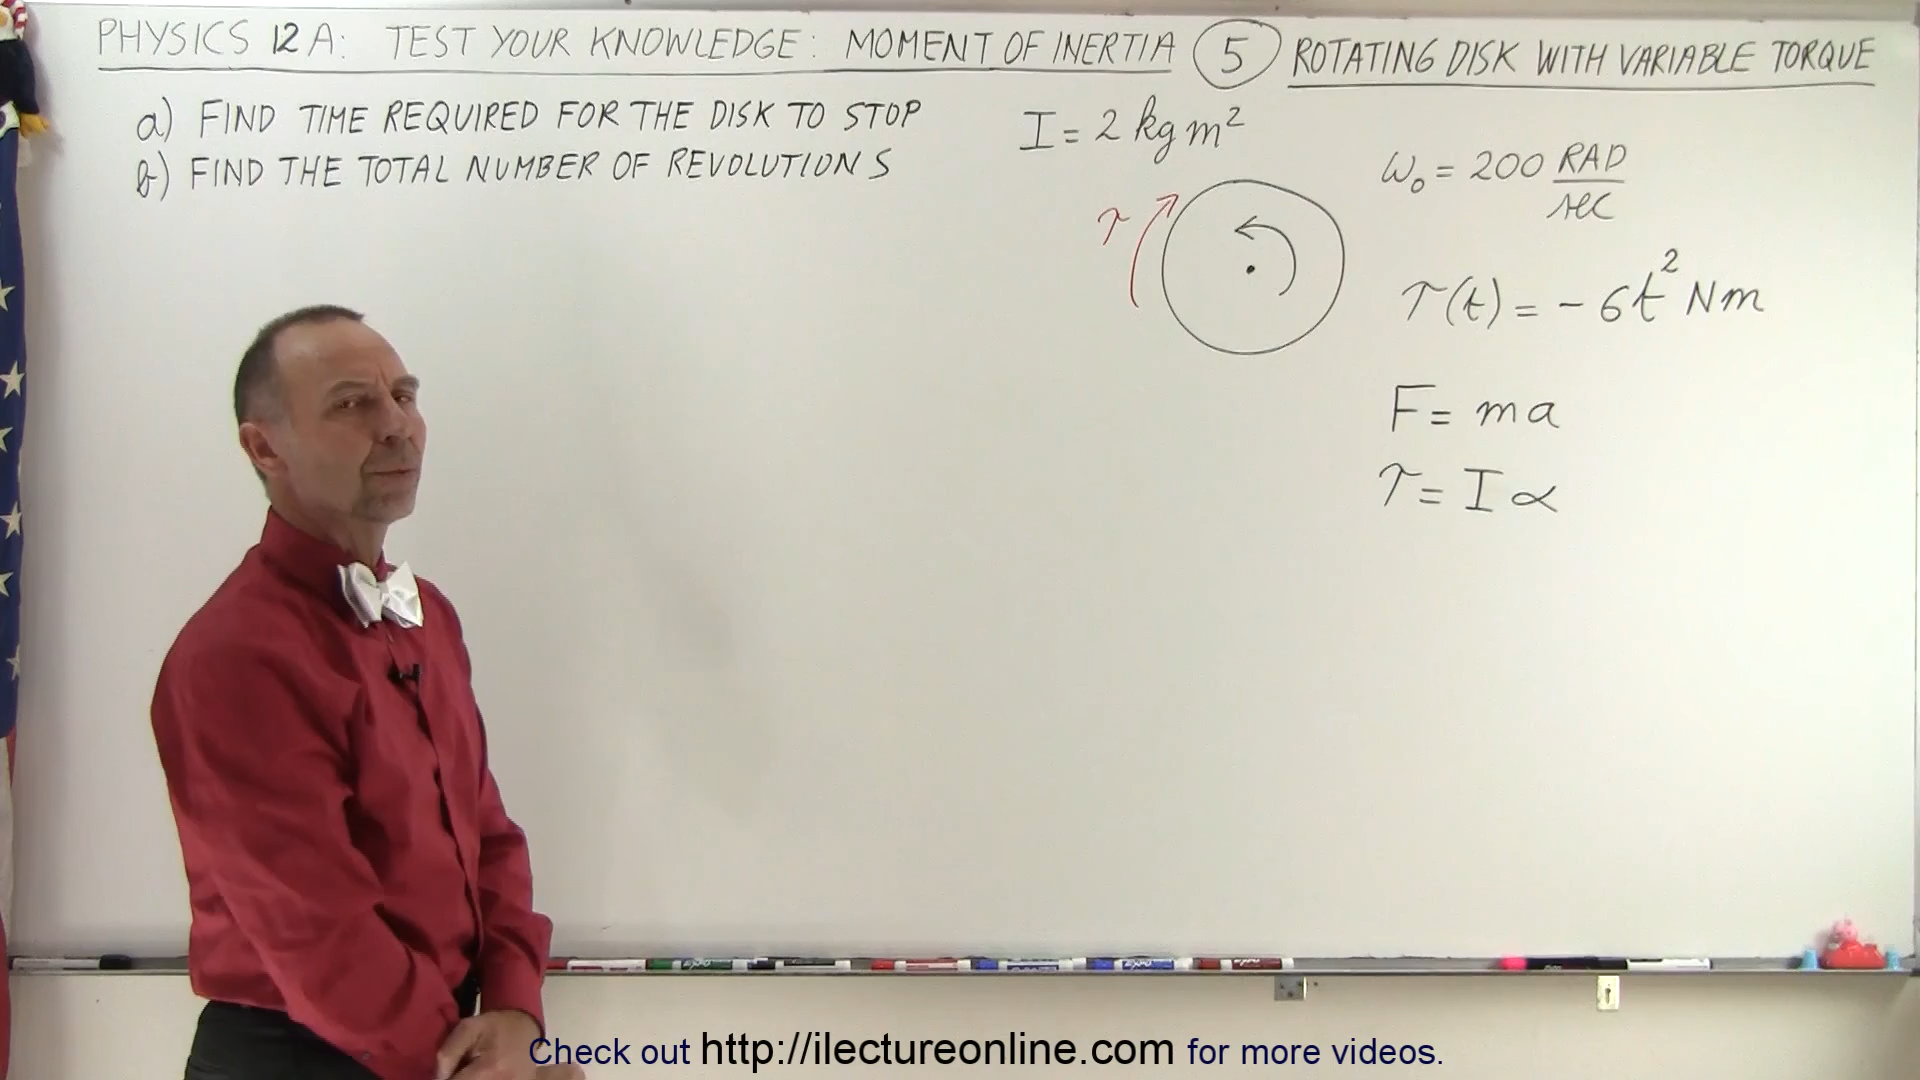 PHYSICS 12A: TEST YOUR KNOWLEDGE: MOMENT OF INERTIA 5 ROTATING DISK WITH VARIABLE TORQUE
a) FIND TIME REQUIRED FOR THE DISK TO STOP
b) FIND THE TOTAL NUMBER OF REVOLUTIONS
I = 2 kg m²
ω₀ = 200 RAD/sec
τ
τ(t) = - 6t² Nm
F = ma
τ = I α
Check out http://ilectureonline.com for more videos.